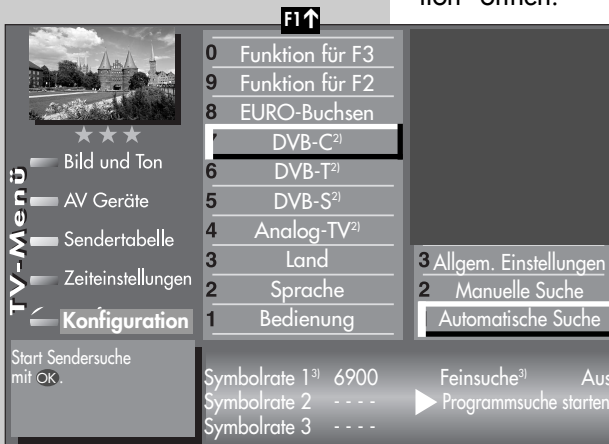 F1↑
TV-Menü
Bild und Ton
AV Geräte
Sendertabelle
Zeiteinstellungen
Konfiguration
0 Funktion für F3
9 Funktion für F2
8 EURO-Buchsen
DVB-C2)
6 DVB-T2)
5 DVB-S2)
4 Analog-TV2)
3 Land
2 Sprache
1 Bedienung
3 Allgem. Einstellungen
2 Manuelle Suche
Automatische Suche
Start Sendersuche
mit OK.
Symbolrate 13) 6900
Symbolrate 2 - - - -
Symbolrate 3 - - - -
Feinsuche3) Aus
Programmsuche starten